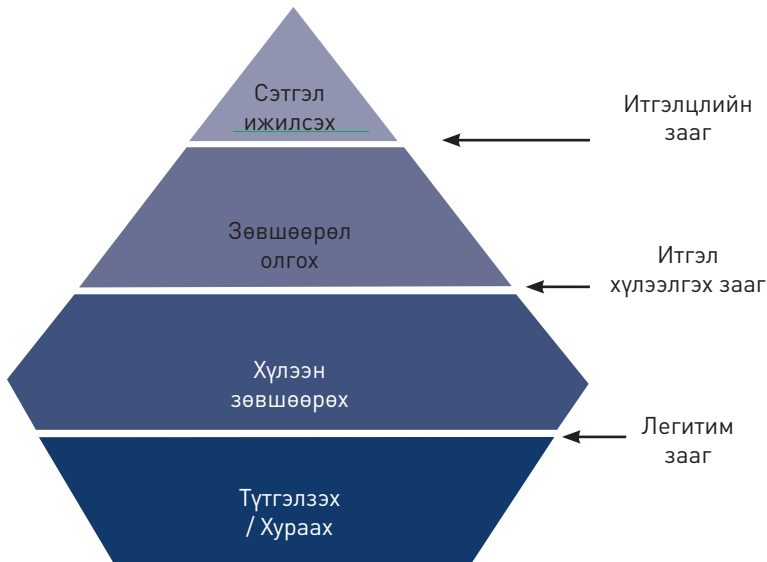 Сэтгэл
ижилсэх
Итгэлцлийн
зааг
Зөвшөөрөл
олгох
Итгэл
хүлээлгэх зааг
Хүлээн
зөвшөөрөх
Легитим
зааг
Түтгэлзэх
/ Хураах